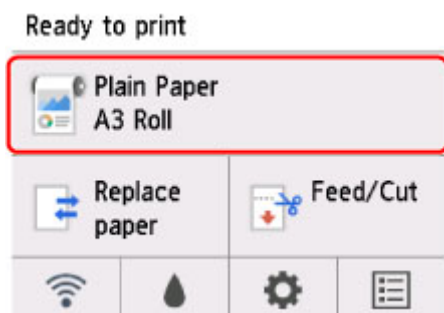 Ready to print
Plain Paper
A3 Roll
Replace
paper
Feed/Cut